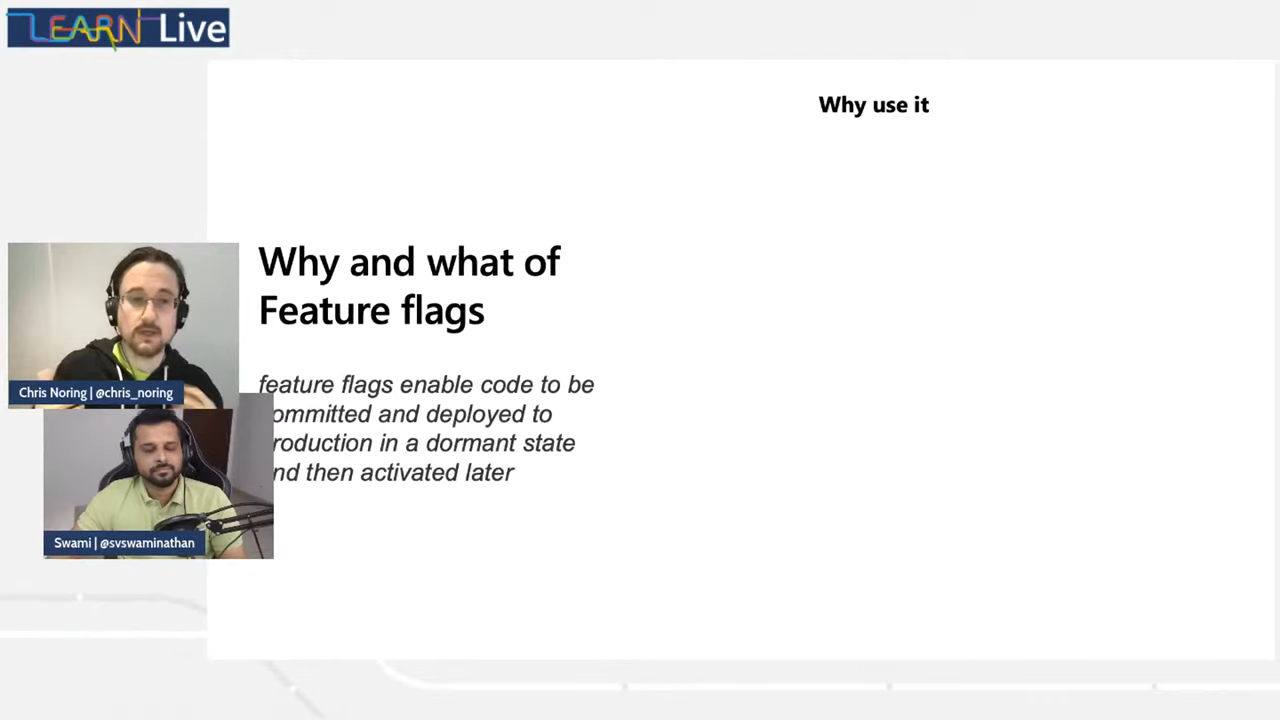 LEARN Live
Why use it
Why and what of
Feature flags
feature flags enable code to be
ommitted and deployed to
roduction in a dormant state
nd then activated later
Chris Noring | @chris_noring
Swami | @svswaminathan